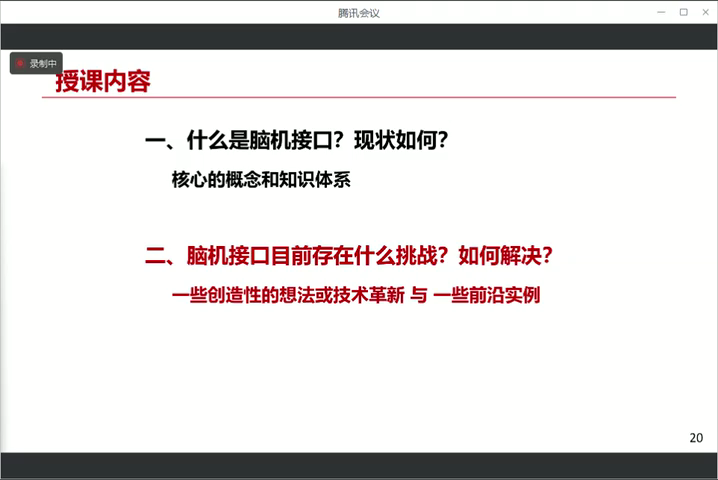 腾讯会议
录制中
授课内容
一、什么是脑机接口？现状如何？
核心的概念和知识体系
二、脑机接口目前存在什么挑战？如何解决？
一些创造性的想法或技术革新 与 一些前沿实例
20